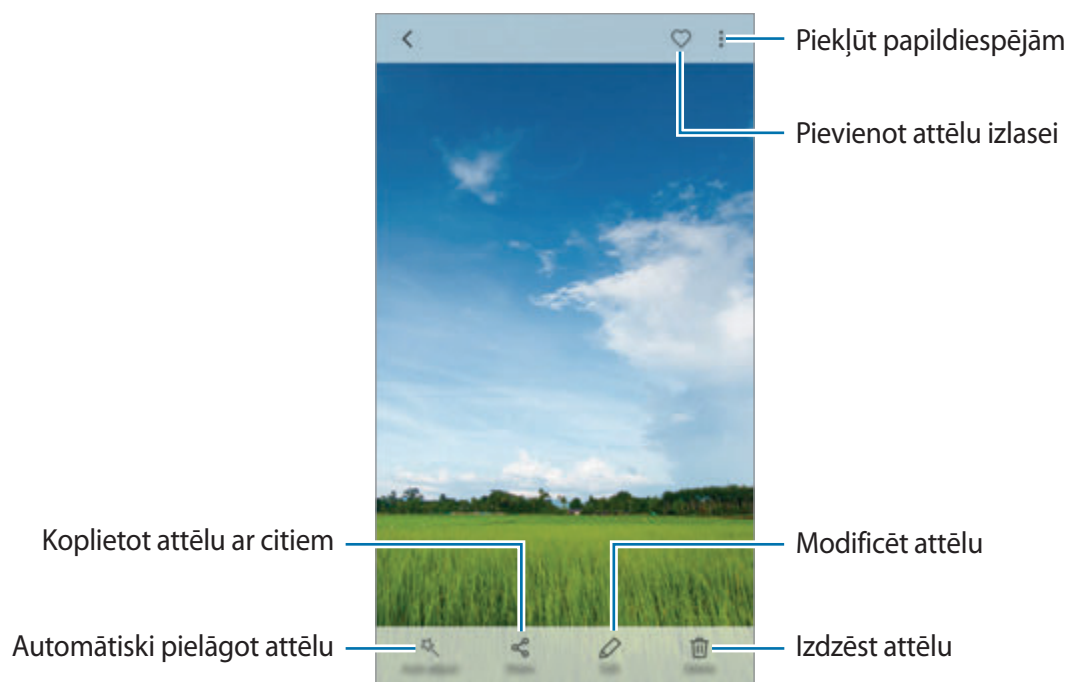 Piekļūt papildiespējām
Pievienot attēlu izlasei
Koplietot attēlu ar citiem
Modificēt attēlu
Automātiski pielāgot attēlu
Izdzēst attēlu